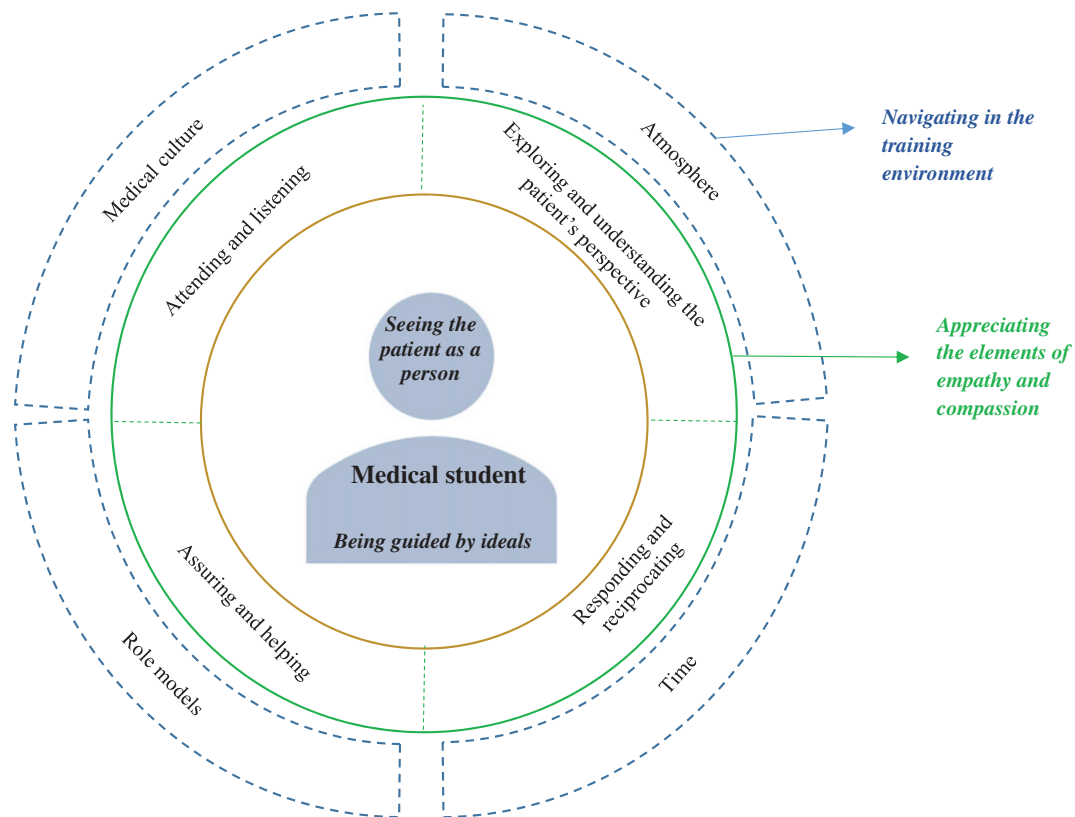 Medical culture
Atmosphere
Navigating in the
training
environment
Attending and listening
Exploring and understanding the
patient’s perspective
Seeing the
patient as a
person
Appreciating
the elements of
empathy and
compassion
Medical student
Being guided by ideals
Assuring and helping
Responding and
reciprocating
Role models
Time